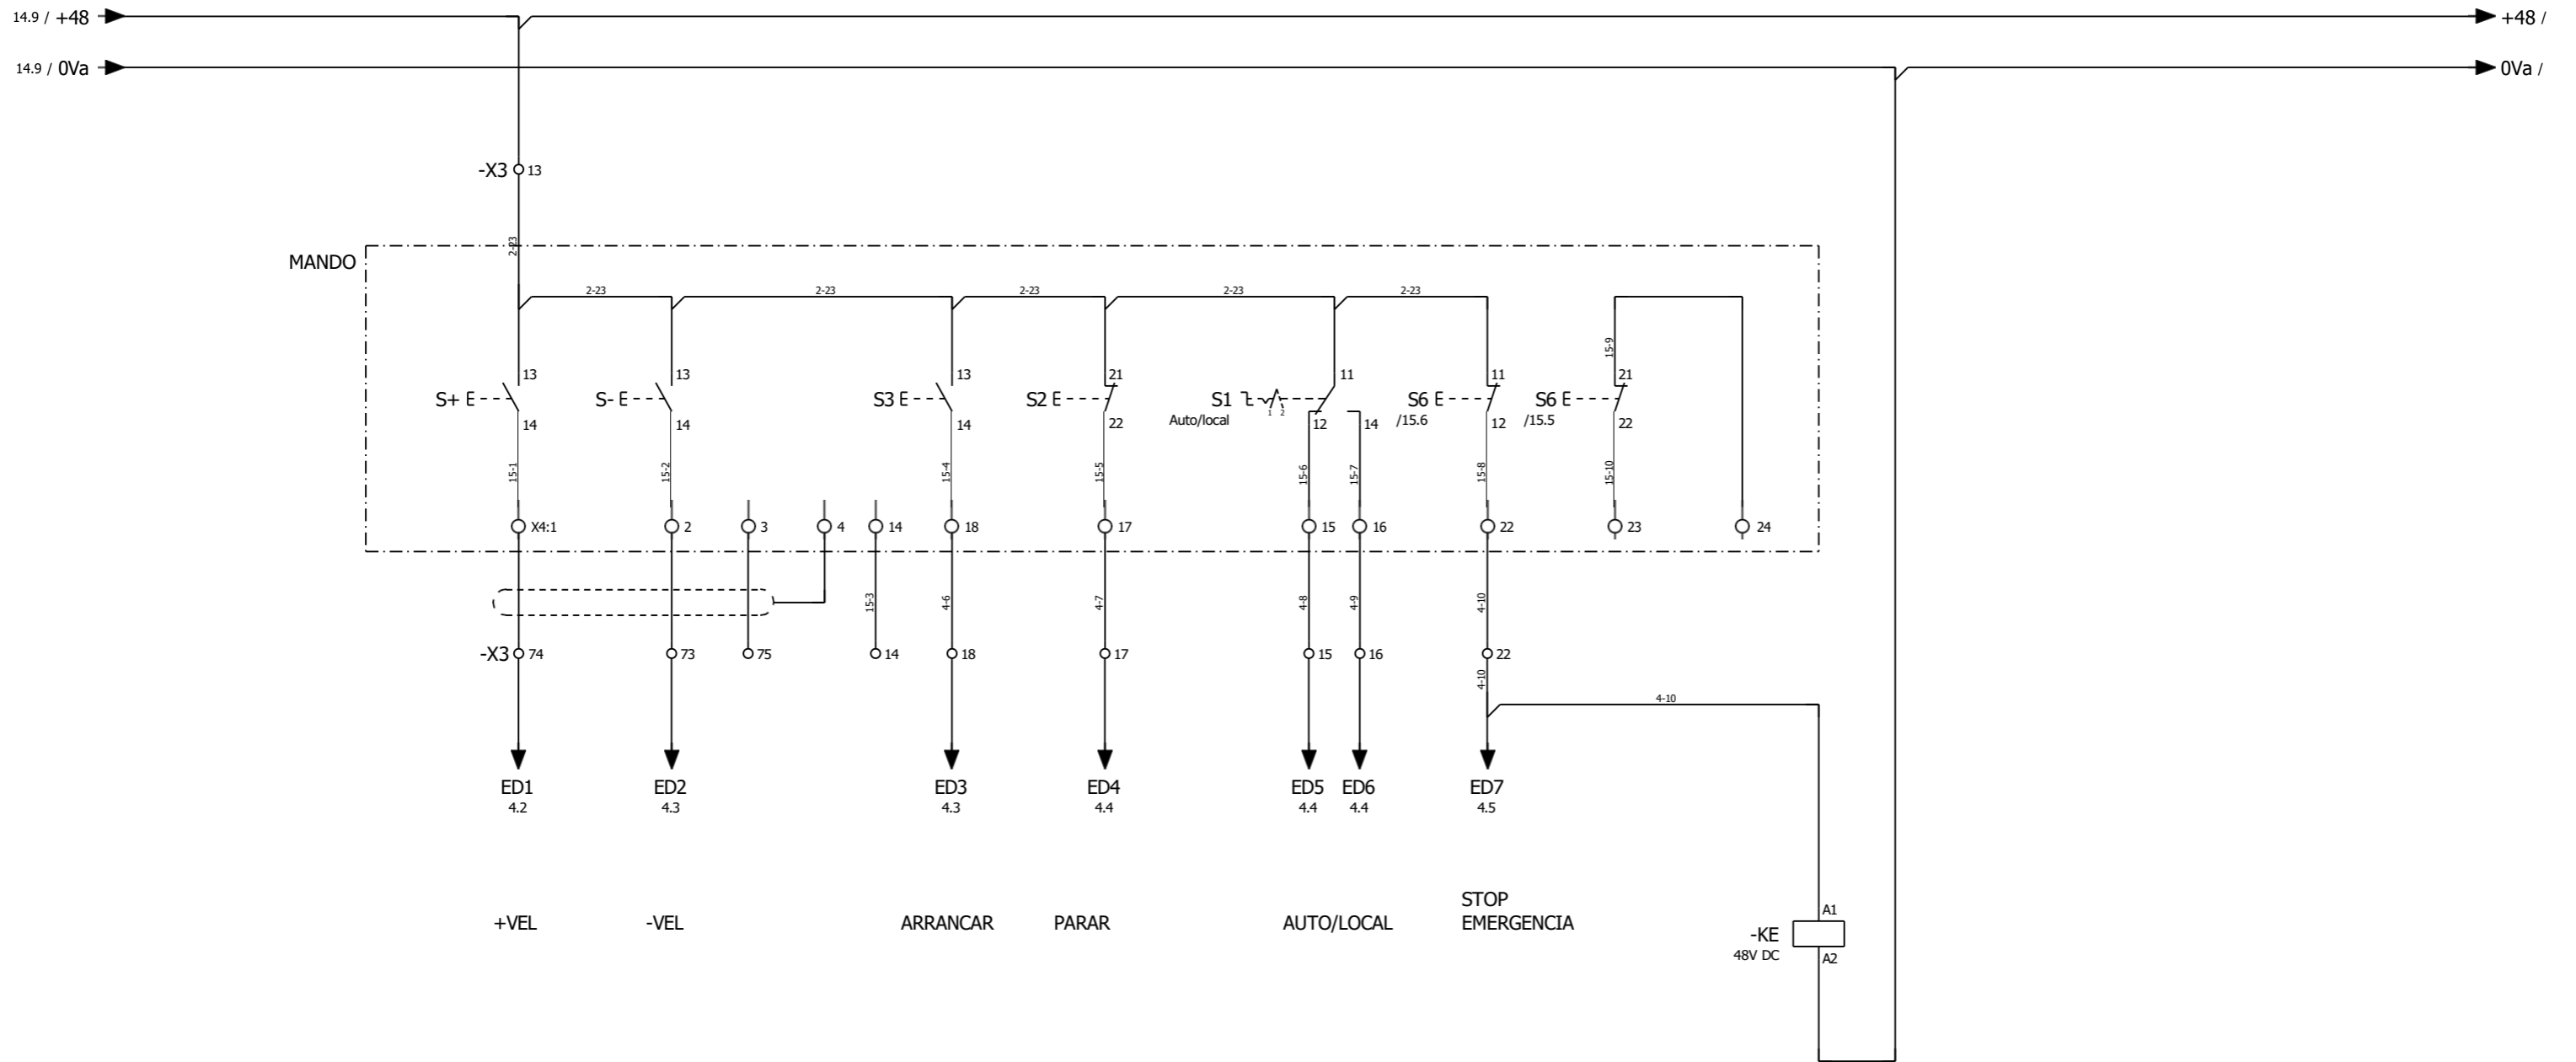 14.9 / +48
+48 /
14.9 / 0Va
0Va /
-X3
13
2-23
MANDO
2-23
2-23
2-23
2-23
2-23
15-9
13
13
13
21
11
11
21
S+
S-
S3
S2
S1
1
2
S6
S6
Auto/local
/15.6
/15.5
14
14
14
22
12
14
12
22
15-1
15-2
15-4
15-5
15-6
15-7
15-8
15-10
X4:1
2
3
4
14
18
17
15
16
22
23
24
15-3
4-6
4-7
4-8
4-9
4-10
-X3
74
73
75
14
18
17
15
16
22
4-10
4-10
ED1
ED2
ED3
ED4
ED5
ED6
ED7
4.2
4.3
4.3
4.4
4.4
4.4
4.5
+VEL
-VEL
ARRANCAR
PARAR
AUTO/LOCAL
STOP
EMERGENCIA
A1
-KE
48V DC
A2